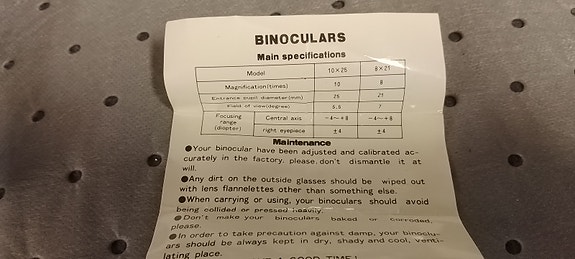 BINOCULARS
Main specifications
Model 10×25 8×21
Magnification(times) 10 8
Entrance pupil diameter(mm) 25 21
Field of view(degree) 5.5 7
Focusing range (diopter) Central axis −4~+8 −4~+8
right eyepiece ±4 ±4
Maintenance
●Your binocular have been adjusted and calibrated ac-
curately in the factory. please. don't dismantle it at
will.
●Any dirt on the outside glasses should be wiped out
with lens flannelettes other than something else.
●When carrying or using, your binoculars should avoid
being collided or pressed heavily.
●Don't make your binoculars baked or corroded,
please.
●In order to take precaution against damp, your binocul-
ars should be always kept in dry, shady and cool, venti-
lating place.
A GOOD TIME!